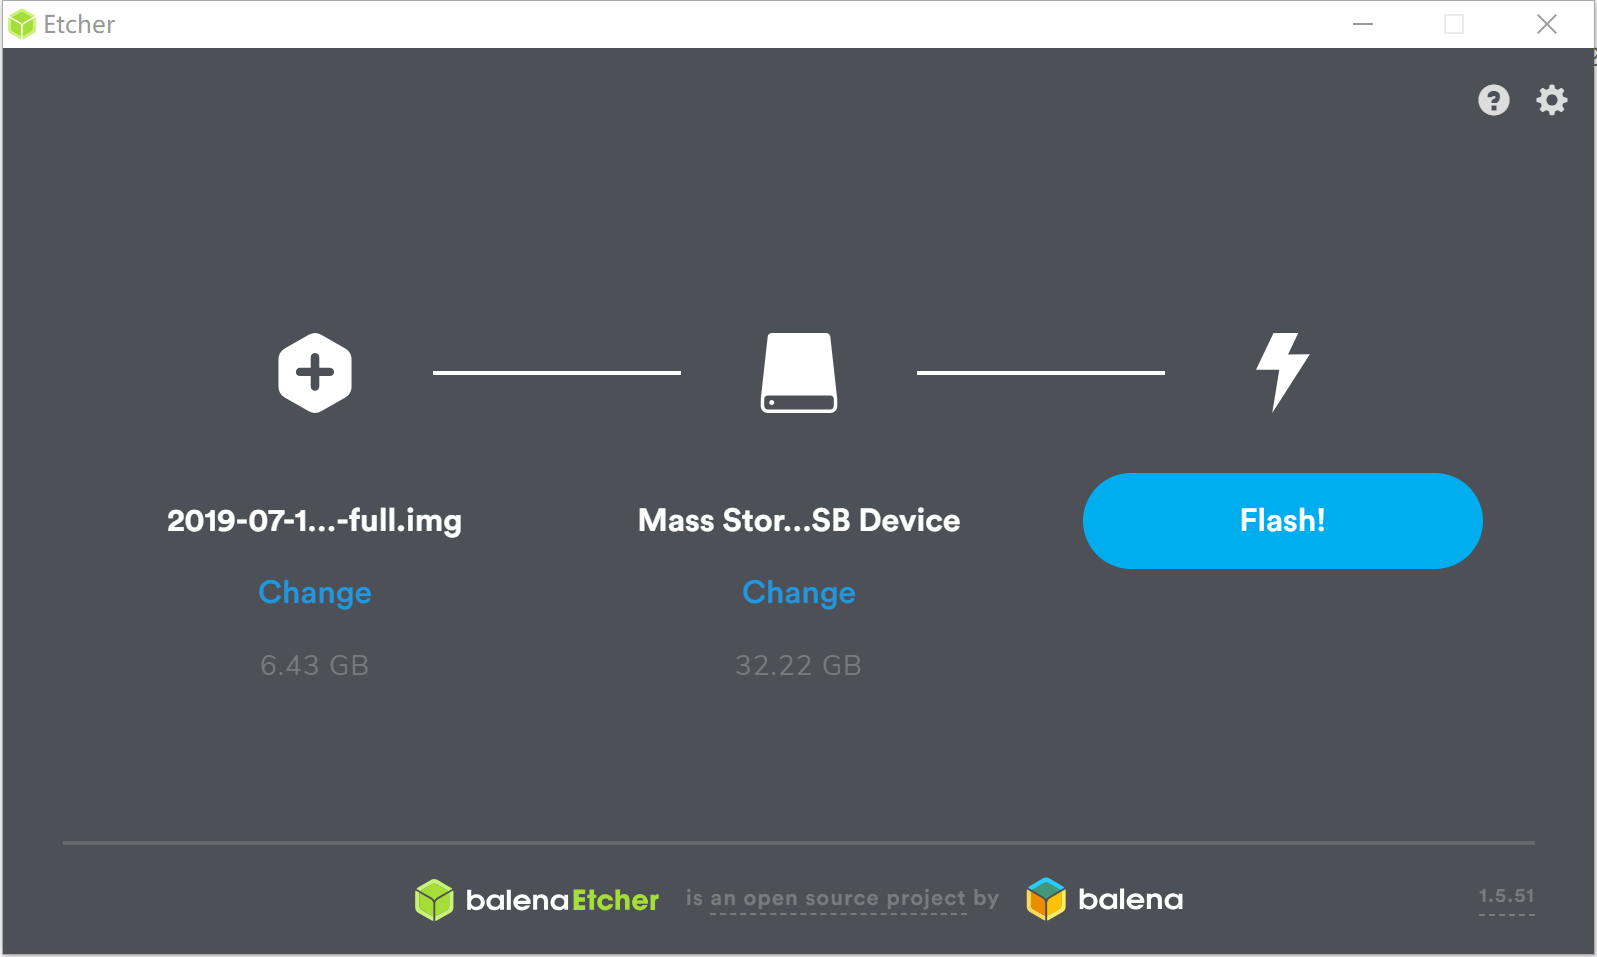 Etcher
2019-07-1...-full.img
Mass Stor...SB Device
Flash!
Change
Change
6.43 GB
32.22 GB
balenaEtcher is an open source project by balena
1.5.51